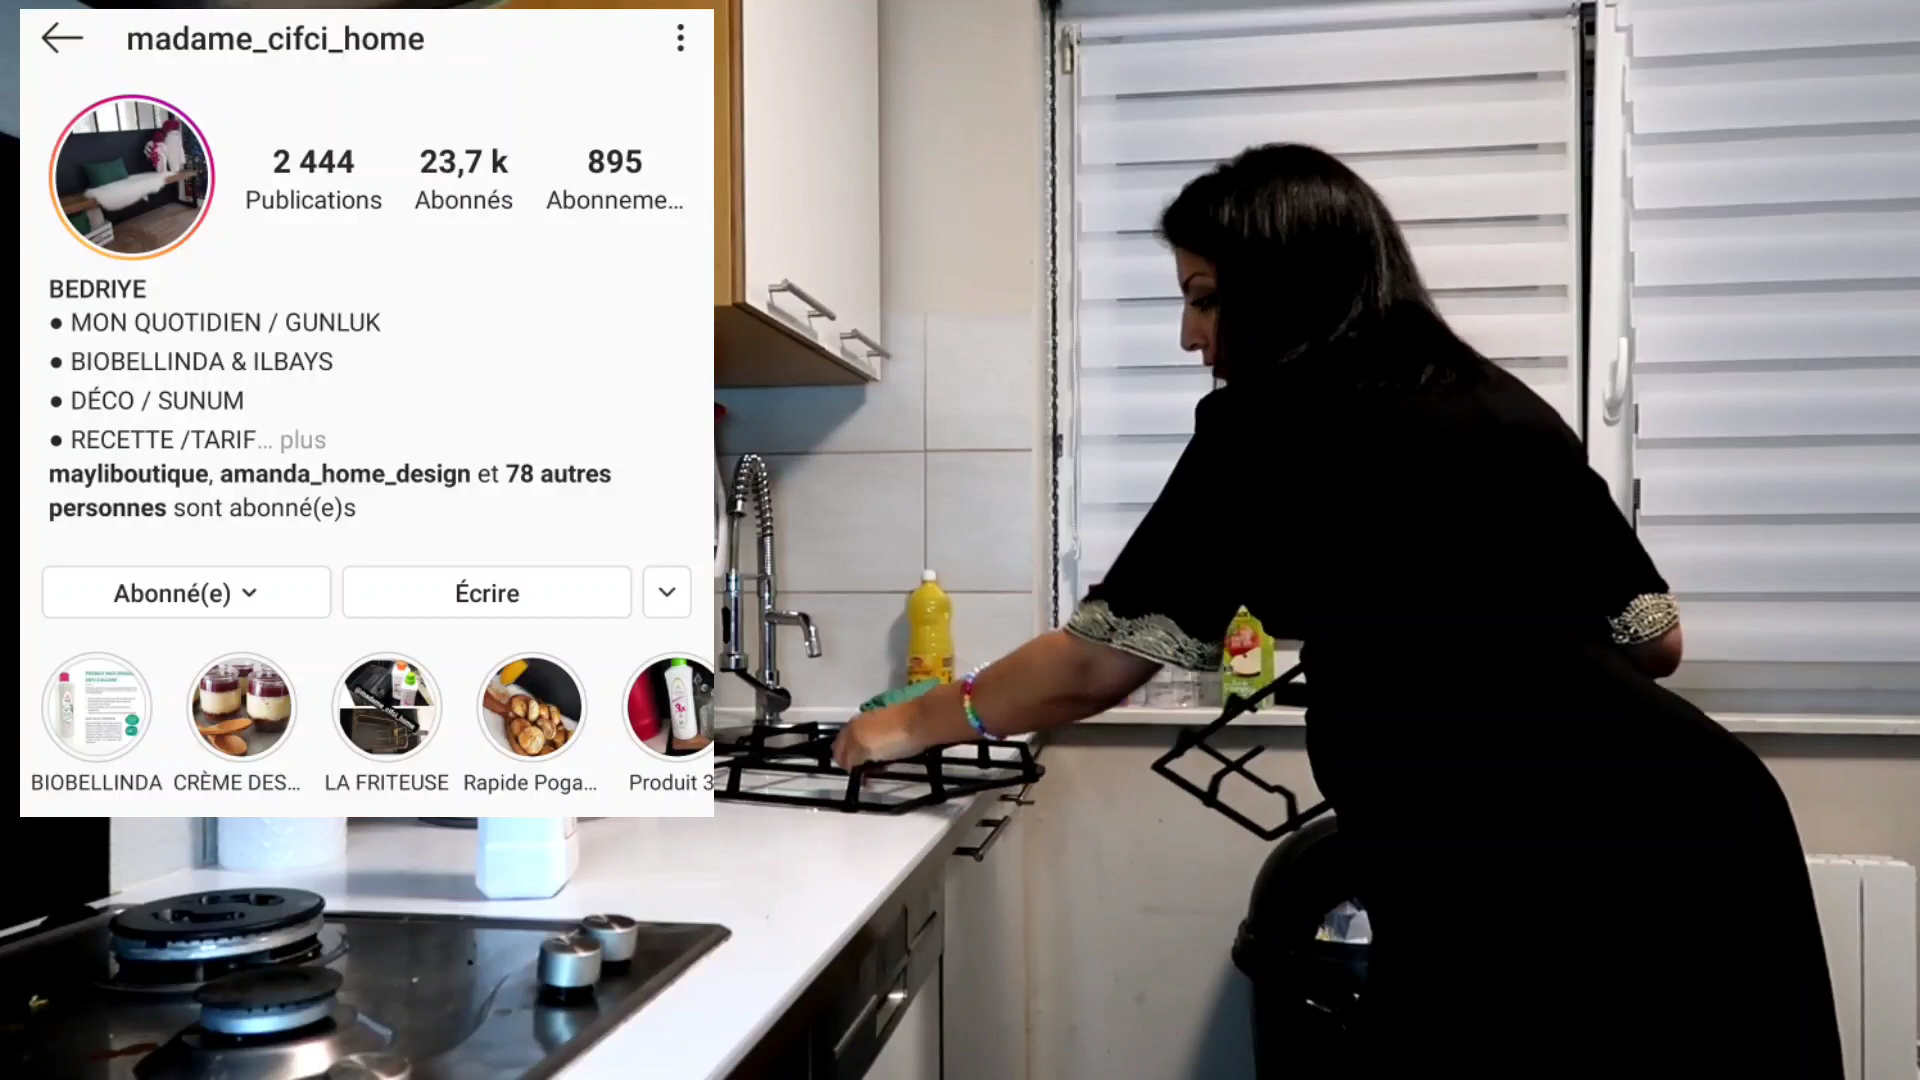 madame_cifci_home
2 444
23,7 k
895
Publications
Abonnés
Abonneme...
BEDRIYE
● MON QUOTIDIEN / GUNLUK
● BIOBELLINDA & ILBAYS
● DÉCO / SUNUM
● RECETTE /TARIF... plus
mayliboutique, amanda_home_design et 78 autres
personnes sont abonné(e)s
Abonné(e)
Écrire
@madame_cifci_home
BIOBELLINDA
CRÈME DES...
LA FRITEUSE
Rapide Poga...
Produit 3